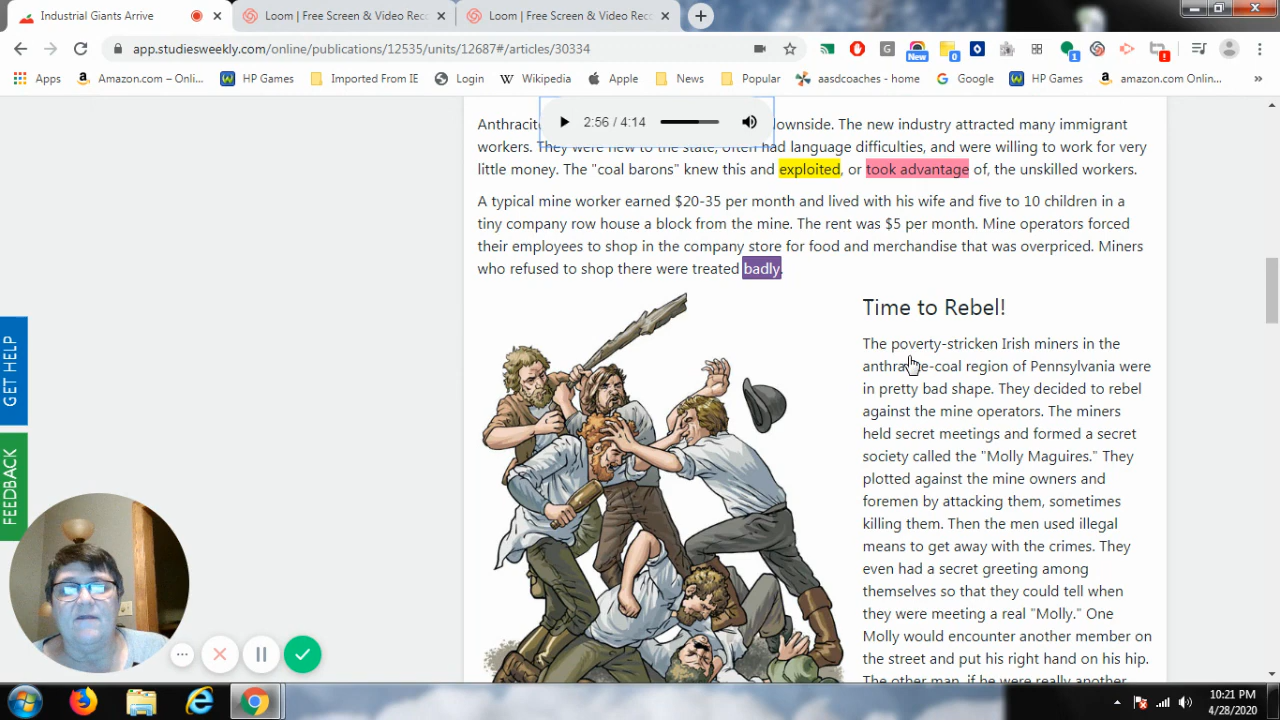 Industrial Giants Arrive
Loom | Free Screen & Video Rec
Loom | Free Screen & Video Rec
app.studiesweekly.com/online/publications/12535/units/12687#/articles/30334
New
0
1
Apps
Amazon.com – Onli...
HP Games
Imported From IE
Login
Wikipedia
Apple
News
Popular
aasdcoaches - home
Google
HP Games
amazon.com Onlin...
»
2:56 / 4:14
downside. The new industry attracted many immigrant
workers. They were new to the state, often had language difficulties, and were willing to work for very
little money. The "coal barons" knew this and exploited, or took advantage of, the unskilled workers.
A typical mine worker earned $20-35 per month and lived with his wife and five to 10 children in a
tiny company row house a block from the mine. The rent was $5 per month. Mine operators forced
their employees to shop in the company store for food and merchandise that was overpriced. Miners
who refused to shop there were treated badly.
Time to Rebel!
The poverty-stricken Irish miners in the
anthracite-coal region of Pennsylvania were
in pretty bad shape. They decided to rebel
against the mine operators. The miners
held secret meetings and formed a secret
society called the "Molly Maguires." They
plotted against the mine owners and
foremen by attacking them, sometimes
killing them. Then the men used illegal
means to get away with the crimes. They
even had a secret greeting among
themselves so that they could tell when
they were meeting a real "Molly." One
Molly would encounter another member on
the street and put his right hand on his hip.
The other man, if he were really another
GET HELP
FEEDBACK
10:21 PM
4/28/2020